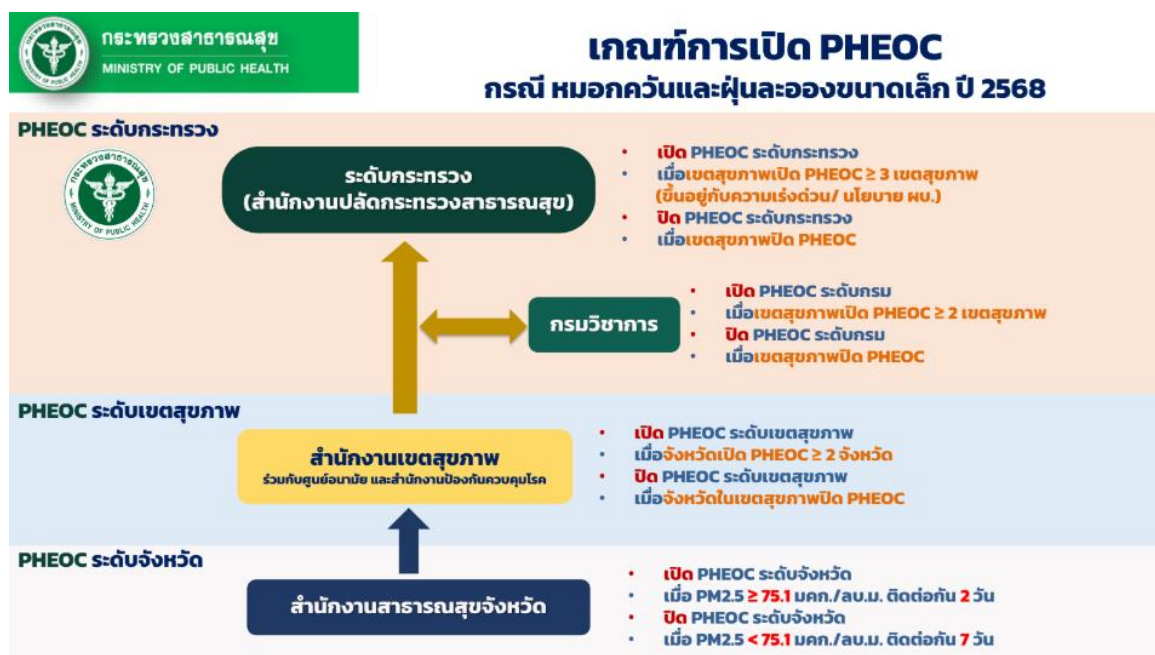 กระทรวงสาธารณสุข
MINISTRY OF PUBLIC HEALTH
เกณฑ์การเปิด PHEOC
กรณี หมอกควันและฝุ่นละอองขนาดเล็ก ปี 2568
PHEOC ระดับกระทรวง
ระดับกระทรวง
(สำนักงานปลัดกระทรวงสาธารณสุข)
• เปิด PHEOC ระดับกระทรวง
• เมื่อเขตสุขภาพเปิด PHEOC ≥ 3 เขตสุขภาพ
(ขึ้นอยู่กับความเร่งด่วน/ นโยบาย ผบ.)
• ปิด PHEOC ระดับกระทรวง
• เมื่อเขตสุขภาพปิด PHEOC
กรมวิชาการ
• เปิด PHEOC ระดับกรม
• เมื่อเขตสุขภาพเปิด PHEOC ≥ 2 เขตสุขภาพ
• ปิด PHEOC ระดับกรม
• เมื่อเขตสุขภาพปิด PHEOC
PHEOC ระดับเขตสุขภาพ
สำนักงานเขตสุขภาพ
ร่วมกับศูนย์อนามัย และสำนักงานป้องกันควบคุมโรค
• เปิด PHEOC ระดับเขตสุขภาพ
• เมื่อจังหวัดเปิด PHEOC ≥ 2 จังหวัด
• ปิด PHEOC ระดับเขตสุขภาพ
• เมื่อจังหวัดในเขตสุขภาพปิด PHEOC
PHEOC ระดับจังหวัด
สำนักงานสาธารณสุขจังหวัด
• เปิด PHEOC ระดับจังหวัด
• เมื่อ PM2.5 ≥ 75.1 มคก./ลบ.ม. ติดต่อกัน 2 วัน
• ปิด PHEOC ระดับจังหวัด
• เมื่อ PM2.5 < 75.1 มคก./ลบ.ม. ติดต่อกัน 7 วัน